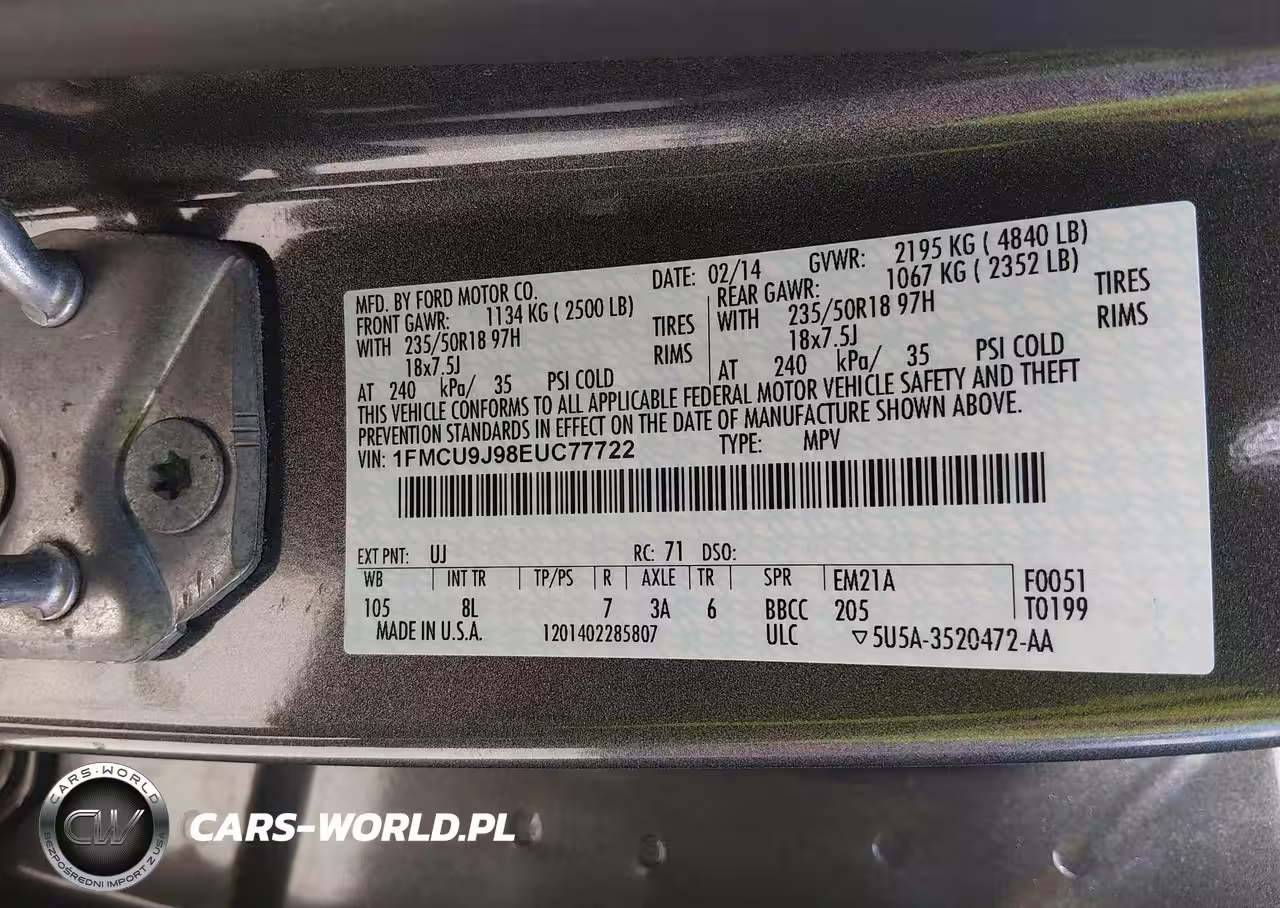 MFD. BY FORD MOTOR CO. DATE: 02/14 GVWR: 2195 KG ( 4840 LB)
FRONT GAWR: 1134 KG ( 2500 LB) REAR GAWR: 1067 KG ( 2352 LB)
WITH 235/50R18 97H TIRES WITH 235/50R18 97H TIRES
18x7.5J RIMS 18x7.5J RIMS
AT 240 kPa/ 35 PSI COLD AT 240 kPa/ 35 PSI COLD
THIS VEHICLE CONFORMS TO ALL APPLICABLE FEDERAL MOTOR VEHICLE SAFETY AND THEFT
PREVENTION STANDARDS IN EFFECT ON THE DATE OF MANUFACTURE SHOWN ABOVE.
VIN: 1FMCU9J98EUC77722 TYPE: MPV
EXT PNT: UJ RC: 71 DSO:
WB INT TR TP/PS R AXLE TR SPR EM21A F0051
105 8L 7 3A 6 BBCC 205 T0199
MADE IN U.S.A. 1201402285807 ULC ▽5U5A-3520472-AA
CARS-WORLD
CW
BEZPOŚREDNI IMPORT Z USA
CARS-WORLD.PL